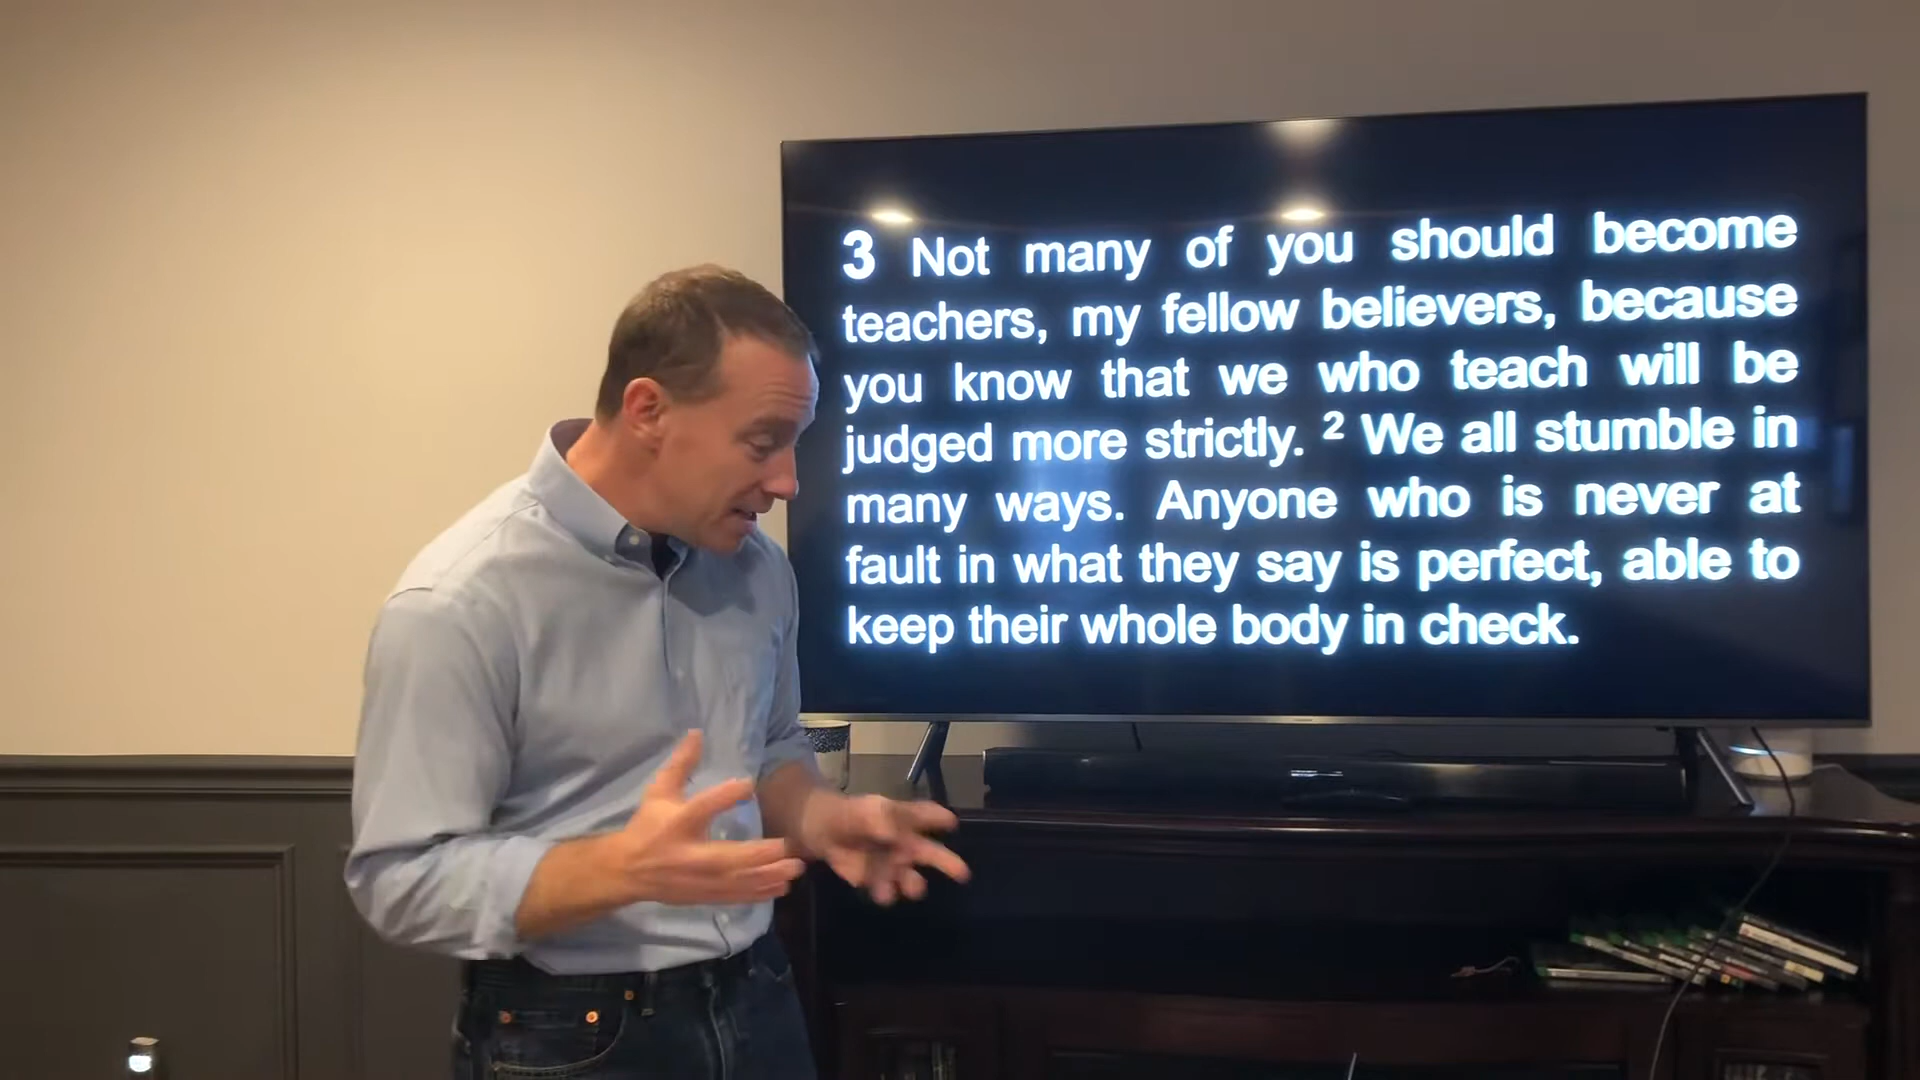 3 Not many of you should become
teachers, my fellow believers, because
you know that we who teach will be
judged more strictly. ² We all stumble in
many ways. Anyone who is never at
fault in what they say is perfect, able to
keep their whole body in check.